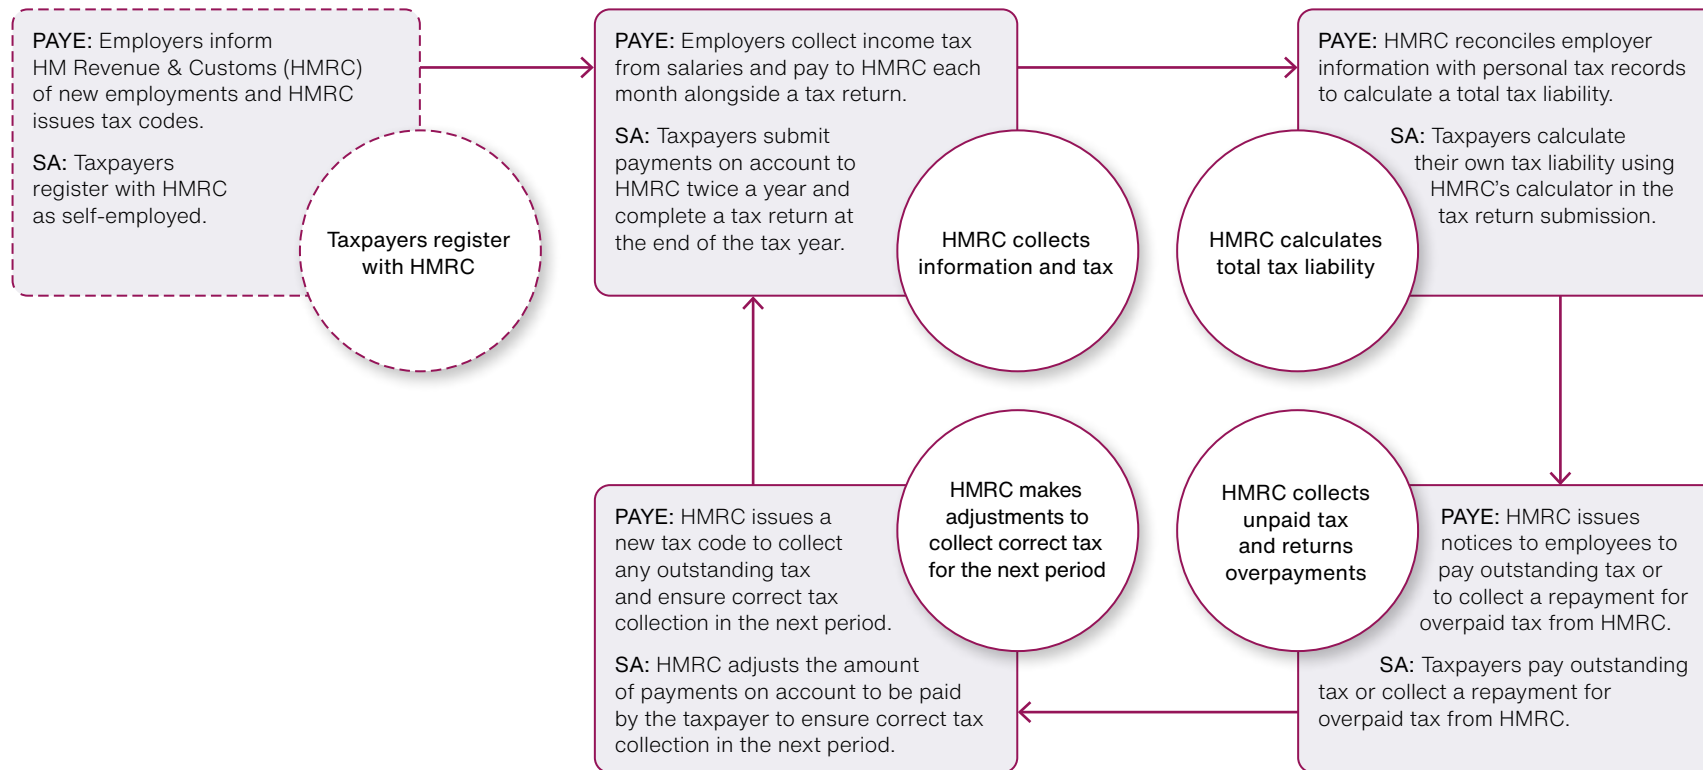 PAYE: Employers inform
HM Revenue & Customs (HMRC)
of new employments and HMRC
issues tax codes.
SA: Taxpayers
register with HMRC
as self-employed.
Taxpayers register
with HMRC
PAYE: Employers collect income tax
from salaries and pay to HMRC each
month alongside a tax return.
SA: Taxpayers submit
payments on account to
HMRC twice a year and
complete a tax return at
the end of the tax year.
HMRC collects
information and tax
PAYE: HMRC reconciles employer
information with personal tax records
to calculate a total tax liability.
SA: Taxpayers calculate
their own tax liability using
HMRC’s calculator in the
tax return submission.
HMRC calculates
total tax liability
PAYE: HMRC issues
notices to employees to
pay outstanding tax or
to collect a repayment for
overpaid tax from HMRC.
SA: Taxpayers pay outstanding
tax or collect a repayment for
overpaid tax from HMRC.
HMRC collects
unpaid tax
and returns
overpayments
PAYE: HMRC issues a
new tax code to collect
any outstanding tax
and ensure correct tax
collection in the next period.
SA: HMRC adjusts the amount
of payments on account to be paid
by the taxpayer to ensure correct tax
collection in the next period.
HMRC makes
adjustments to
collect correct tax
for the next period